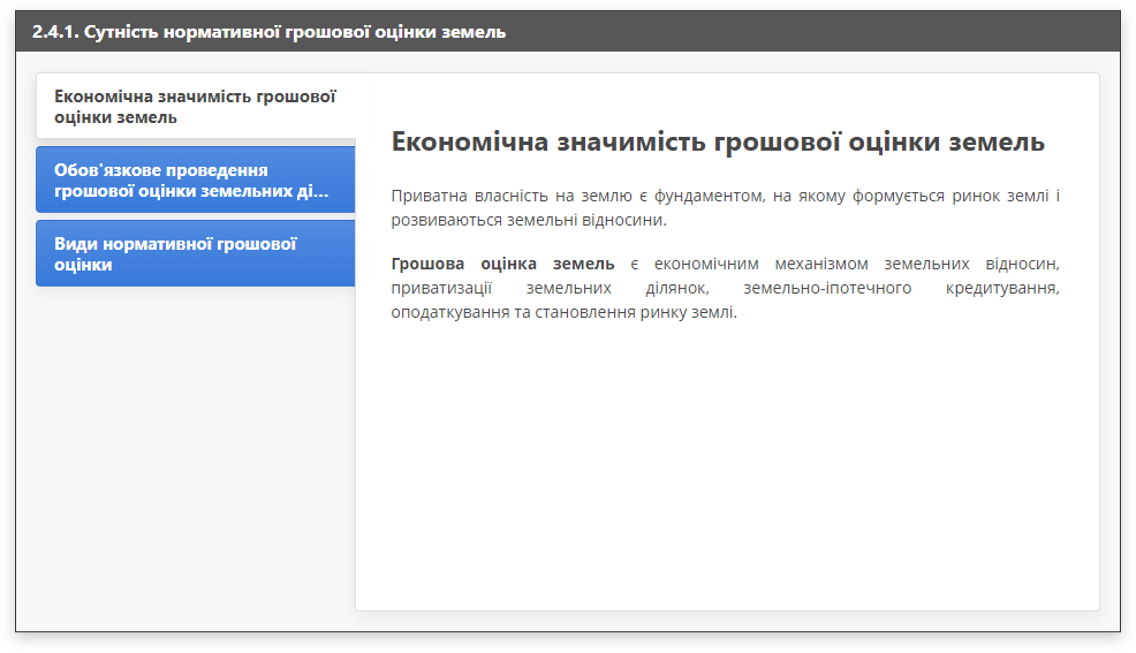 2.4.1. Сутність нормативної грошової оцінки земель
Економічна значимість грошової
оцінки земель
Обов'язкове проведення
грошової оцінки земельних ді...
Види нормативної грошової
оцінки
Економічна значимість грошової оцінки земель
Приватна власність на землю є фундаментом, на якому формується ринок землі і
розвиваються земельні відносини.
Грошова оцінка земель є економічним механізмом земельних відносин,
приватизації земельних ділянок, земельно-іпотечного кредитування,
оподаткування та становлення ринку землі.